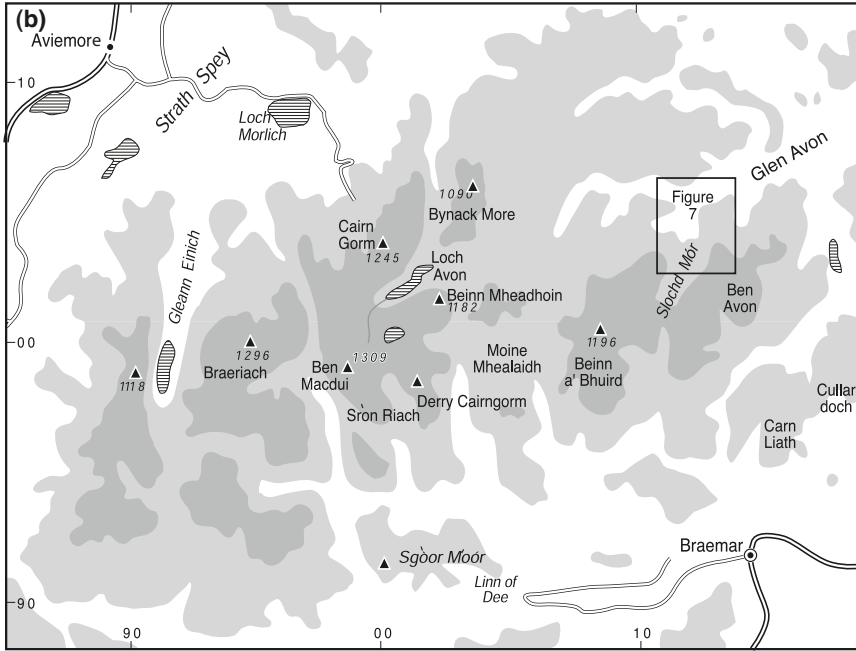 (b)
Aviemore
10
Strath Spey
Loch
Morlich
Glen Avon
Figure
7
1090
Bynack More
Cairn
Gorm
1245
Gleann Einich
Loch
Avon
Slochd Mór
Beinn Mheadhoin
1182
Ben
Avon
00
1196
Beinn
a' Bhuird
1296
Braeriach
1309
Ben
Macdui
Moine
Mhealaidh
1118
Cullar
doch
Derry Cairngorm
Sròn Riach
Carn
Liath
Braemar
Sgòor Móór
Linn of
Dee
90
90
00
10